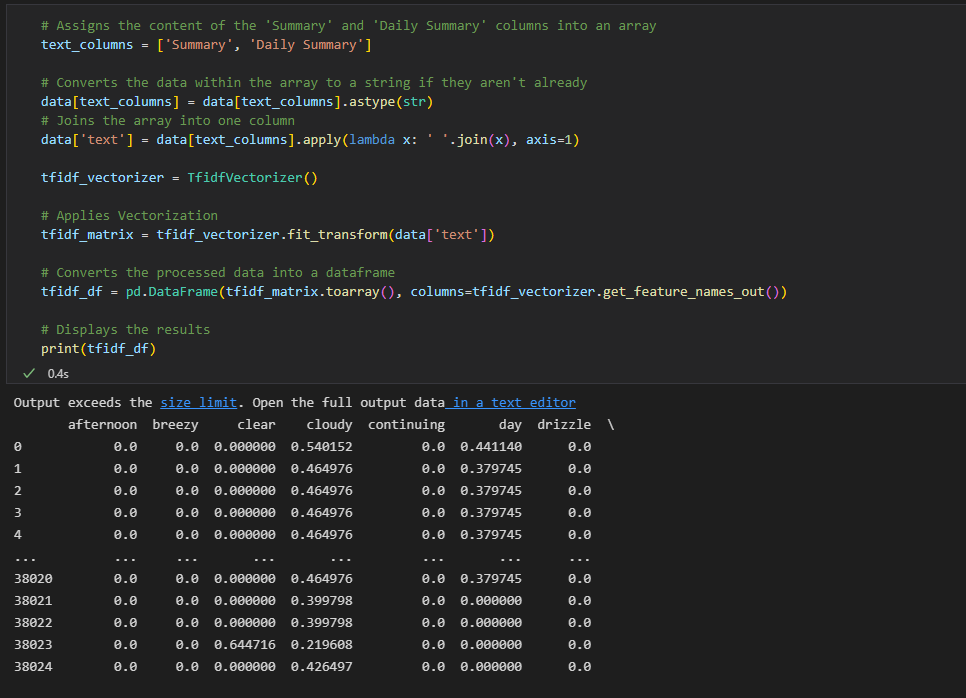 # Assigns the content of the 'Summary' and 'Daily Summary' columns into an array
text_columns = ['Summary', 'Daily Summary']
# Converts the data within the array to a string if they aren't already
data[text_columns] = data[text_columns].astype(str)
# Joins the array into one column
data['text'] = data[text_columns].apply(lambda x: ' '.join(x), axis=1)
tfidf_vectorizer = TfidfVectorizer()
# Applies Vectorization
tfidf_matrix = tfidf_vectorizer.fit_transform(data['text'])
# Converts the processed data into a dataframe
tfidf_df = pd.DataFrame(tfidf_matrix.toarray(), columns=tfidf_vectorizer.get_feature_names_out())
# Displays the results
print(tfidf_df)
0.4s
Output exceeds the size limit. Open the full output data in a text editor
afternoon breezy clear cloudy continuing day drizzle \
0 0.0 0.0 0.000000 0.540152 0.0 0.441140 0.0
1 0.0 0.0 0.000000 0.464976 0.0 0.379745 0.0
2 0.0 0.0 0.000000 0.464976 0.0 0.379745 0.0
3 0.0 0.0 0.000000 0.464976 0.0 0.379745 0.0
4 0.0 0.0 0.000000 0.464976 0.0 0.379745 0.0
... ... ... ... ... ... ... ...
38020 0.0 0.0 0.000000 0.464976 0.0 0.379745 0.0
38021 0.0 0.0 0.000000 0.399798 0.0 0.000000 0.0
38022 0.0 0.0 0.000000 0.399798 0.0 0.000000 0.0
38023 0.0 0.0 0.644716 0.219608 0.0 0.000000 0.0
38024 0.0 0.0 0.000000 0.426497 0.0 0.000000 0.0